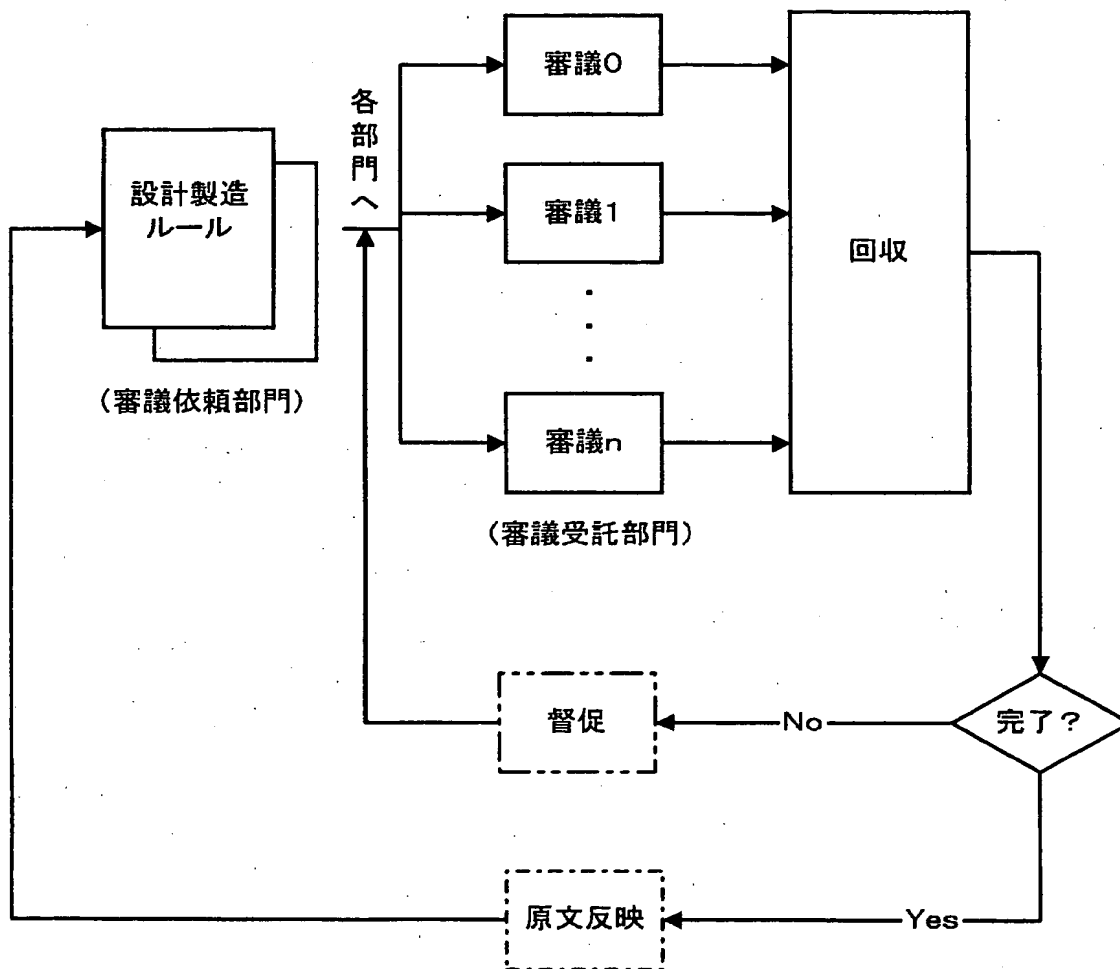 設計製造
ルール
(審議依頼部門)
各部門へ
審議0
審議1
審議n
(審議受託部門)
回収
完了?
No
督促
Yes
原文反映